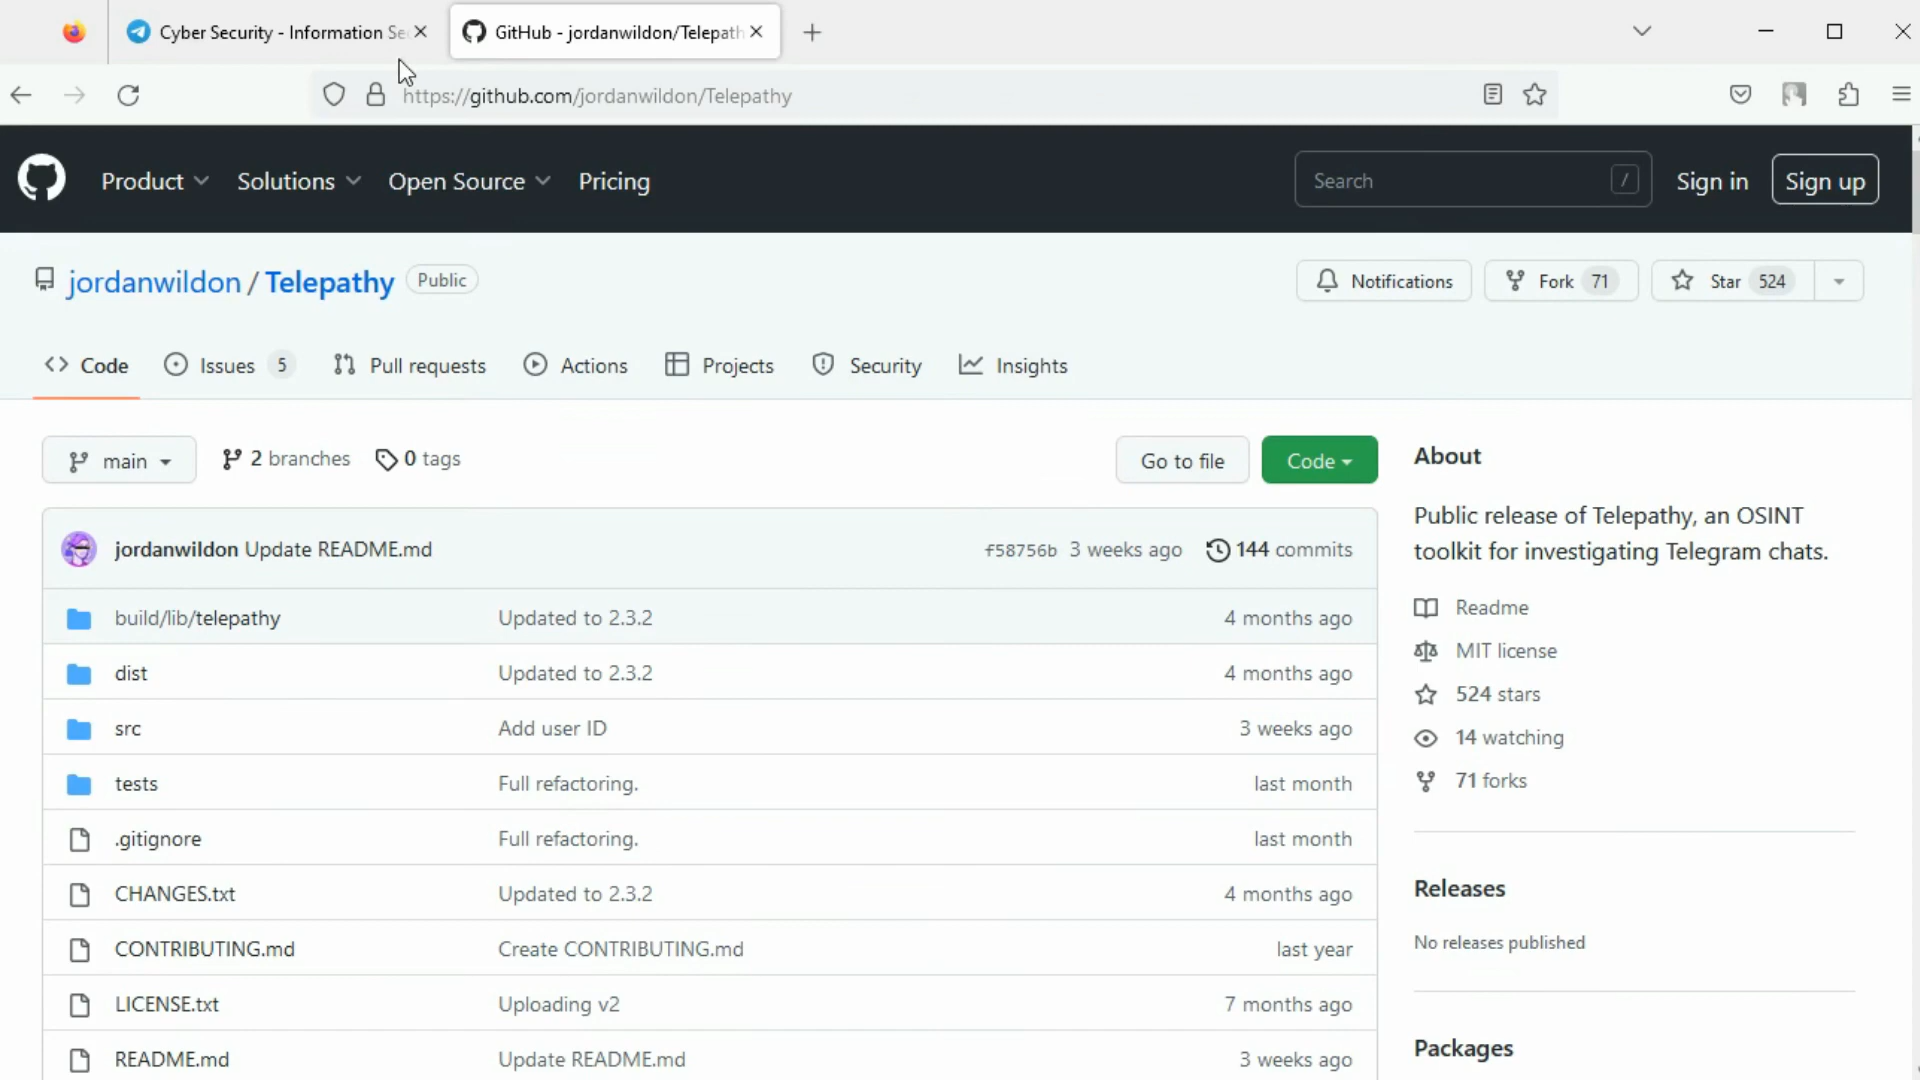 Cyber Security - Information Se
GitHub - jordanwildon/Telepath
https://github.com/jordanwildon/Telepathy
Product Solutions Open Source Pricing Search / Sign in Sign up
jordanwildon / Telepathy Public Notifications Fork 71 Star 524
Code Issues 5 Pull requests Actions Projects Security Insights
main 2 branches 0 tags Go to file Code
jordanwildon Update README.md f58756b 3 weeks ago 144 commits
build/lib/telepathy Updated to 2.3.2 4 months ago
dist Updated to 2.3.2 4 months ago
src Add user ID 3 weeks ago
tests Full refactoring. last month
.gitignore Full refactoring. last month
CHANGES.txt Updated to 2.3.2 4 months ago
CONTRIBUTING.md Create CONTRIBUTING.md last year
LICENSE.txt Uploading v2 7 months ago
README.md Update README.md 3 weeks ago
About
Public release of Telepathy, an OSINT
toolkit for investigating Telegram chats.
Readme
MIT license
524 stars
14 watching
71 forks
Releases
No releases published
Packages